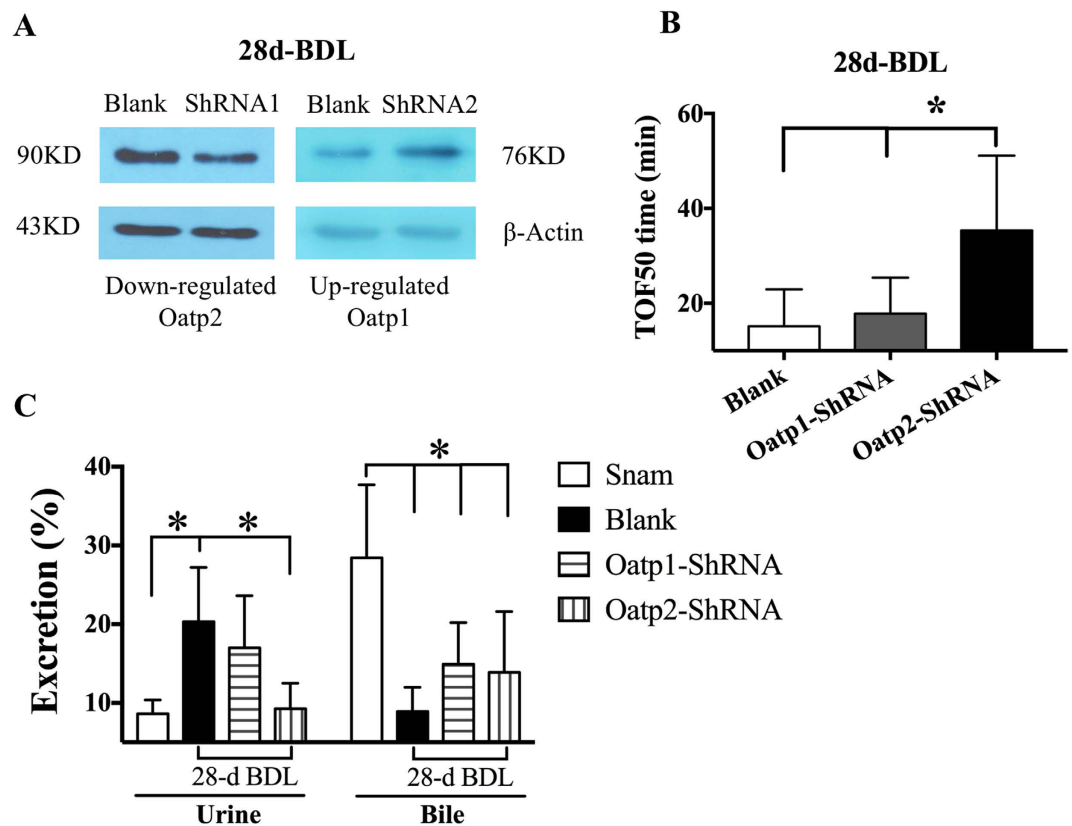 A
28d-BDL
Blank ShRNA1 Blank ShRNA2
90KD
76KD
43KD
β-Actin
Down-regulated
Oatp2
Up-regulated
Oatp1
B
28d-BDL
*
TOF50 time (min)
60
40
20
Blank
Oatp1-ShRNA
Oatp2-ShRNA
C
Excretion (%)
40
30
20
10
* *
*
28-d BDL
28-d BDL
Urine
Bile
Snam
Blank
Oatp1-ShRNA
Oatp2-ShRNA